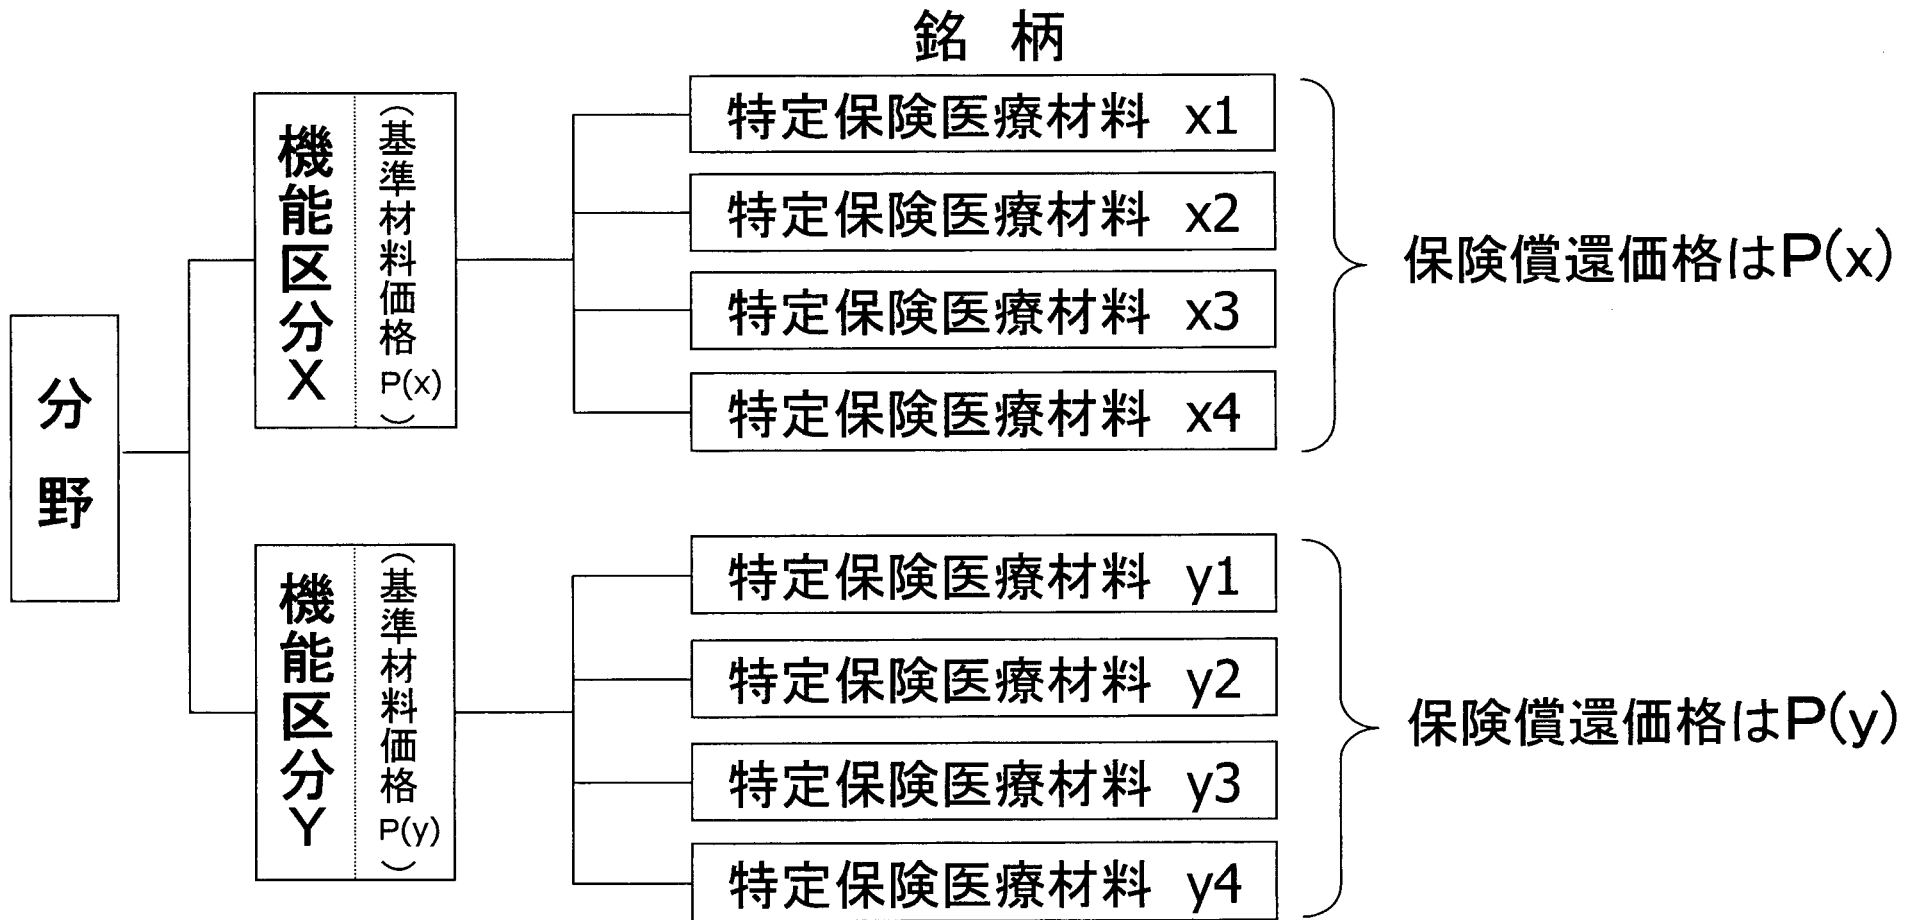 銘 柄
分野
機能区分X
(基準材料価格P(x))
特定保険医療材料 x1
特定保険医療材料 x2
特定保険医療材料 x3
特定保険医療材料 x4
保険償還価格はP(x)
機能区分Y
(基準材料価格P(y))
特定保険医療材料 y1
特定保険医療材料 y2
特定保険医療材料 y3
特定保険医療材料 y4
保険償還価格はP(y)